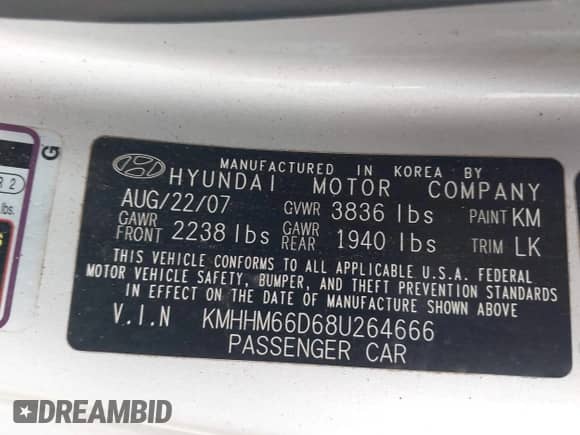 MANUFACTURED IN KOREA BY
HYUNDAI MOTOR COMPANY
AUG/22/07 GVWR 3836 lbs PAINT KM
GAWR FRONT 2238 lbs GAWR REAR 1940 lbs TRIM LK
THIS VEHICLE CONFORMS TO ALL APPLICABLE U.S.A. FEDERAL
MOTOR VEHICLE SAFETY, BUMPER, AND THEFT PREVENTION STANDARDS
IN EFFECT ON THE DATE OF MANUFACTURE SHOWN ABOVE
V.I.N KMHHM66D68U264666
PASSENGER CAR
G
R 2
lbs.
DREAMBID